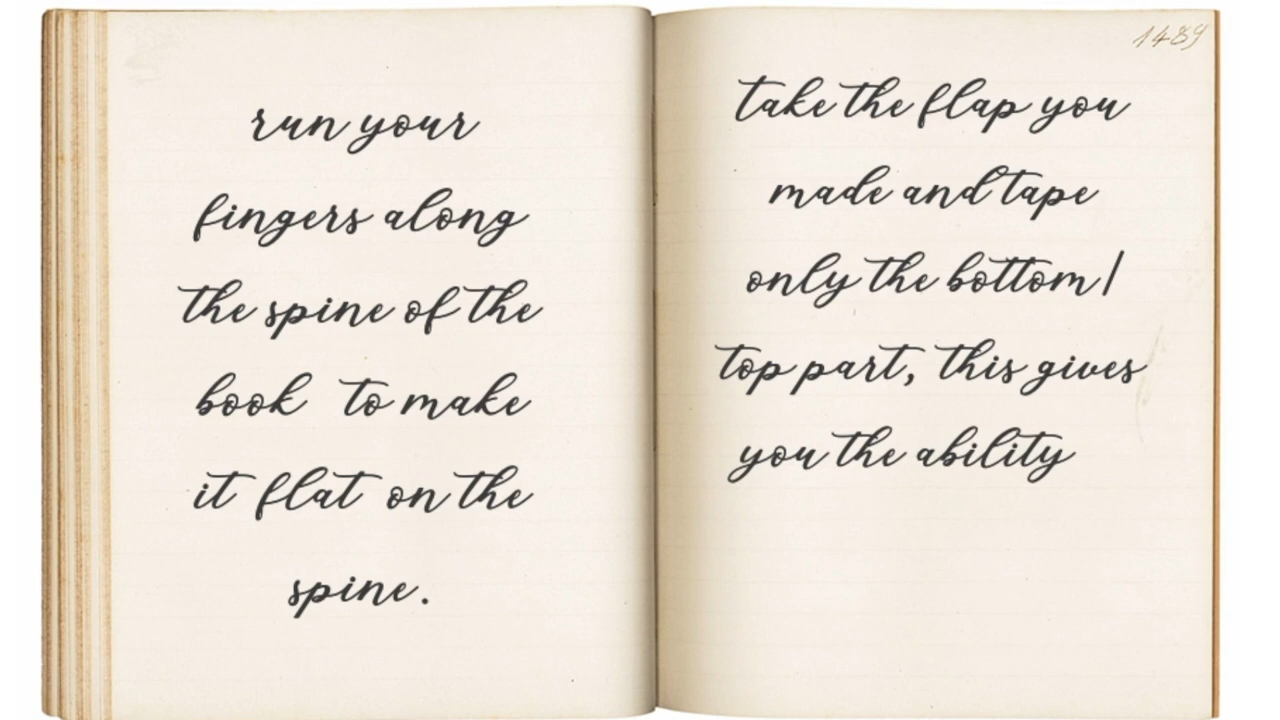 run your
fingers along
the spine of the
book to make
it flat on the
spine.
1489
take the flap you
made and tape
only the bottom/
top part, this gives
you the ability